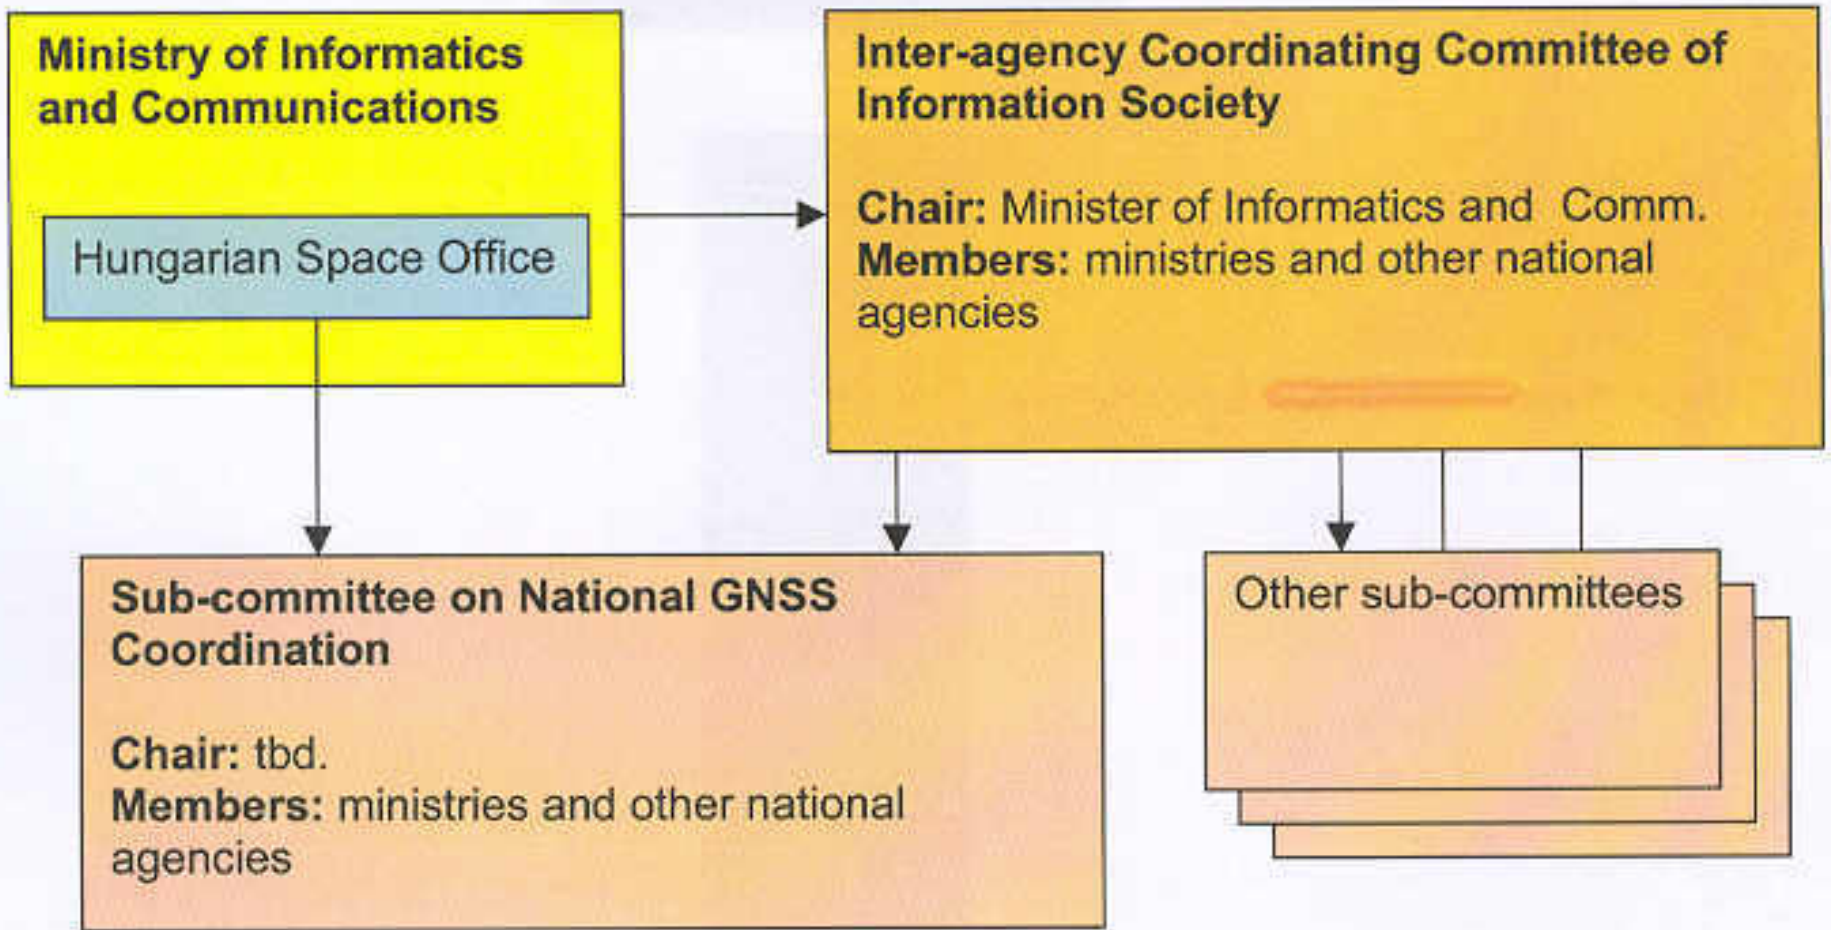 Ministry of Informatics
and Communications
Hungarian Space Office
Inter-agency Coordinating Committee of
Information Society
Chair: Minister of Informatics and Comm.
Members: ministries and other national
agencies
Sub-committee on National GNSS
Coordination
Chair: tbd.
Members: ministries and other national
agencies
Other sub-committees